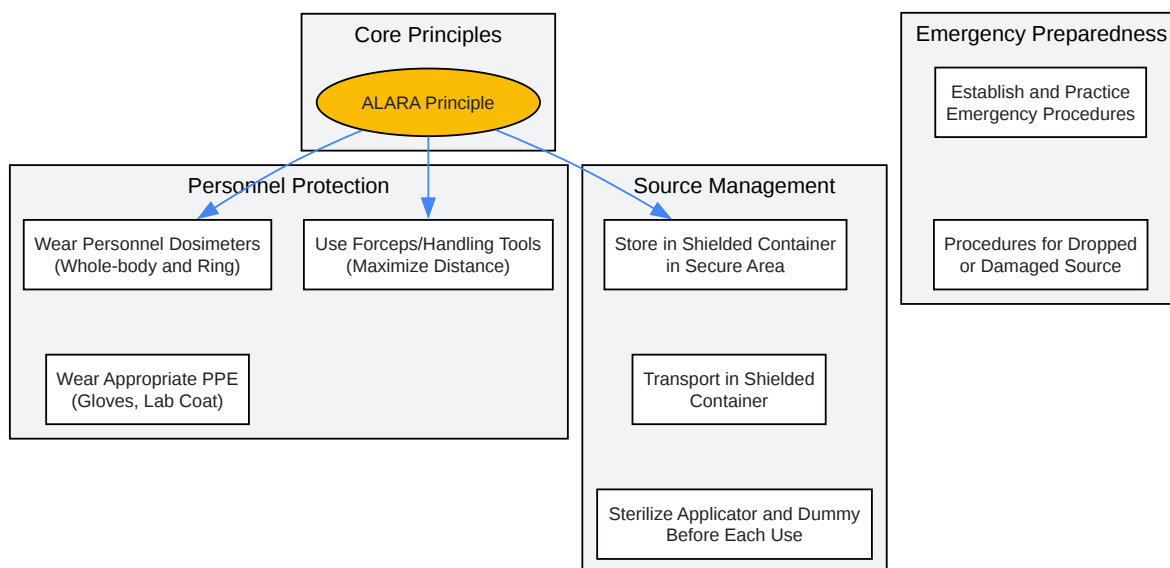 Core Principles
ALARA Principle
Personnel Protection
Wear Personnel Dosimeters
(Whole-body and Ring)
Use Forceps/Handling Tools
(Maximize Distance)
Wear Appropriate PPE
(Gloves, Lab Coat)
Source Management
Store in Shielded Container
in Secure Area
Transport in Shielded
Container
Sterilize Applicator and Dummy
Before Each Use
Emergency Preparedness
Establish and Practice
Emergency Procedures
Procedures for Dropped
or Damaged Source